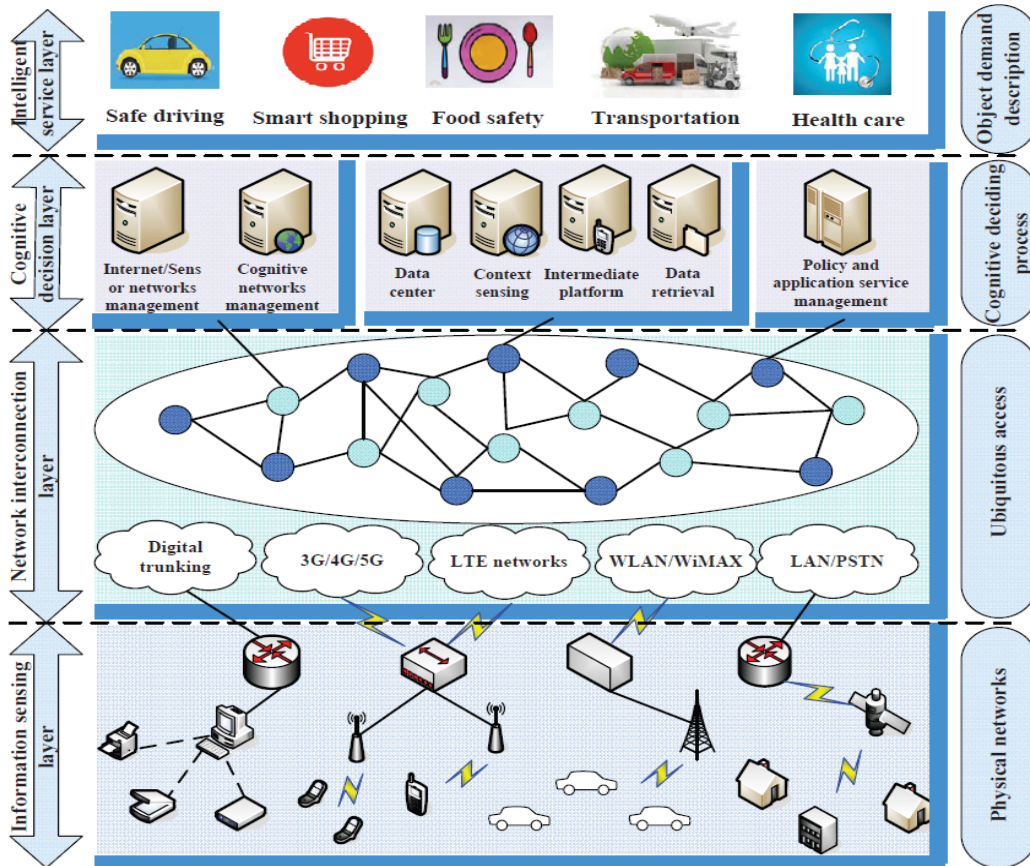 Intelligent
service layer
Safe driving
Smart shopping
Food safety
Transportation
Health care
Object demand
description
Cognitive
decision layer
Internet/Sens
or networks
management
Cognitive
networks
management
Data
center
Context
sensing
Intermediate
platform
Data
retrieval
Policy and
application service
management
Cognitive deciding
process
Network interconnection
layer
Digital
trunking
3G/4G/5G
LTE networks
WLAN/WiMAX
LAN/PSTN
Ubiquitous access
Information sensing
layer
Physical networks